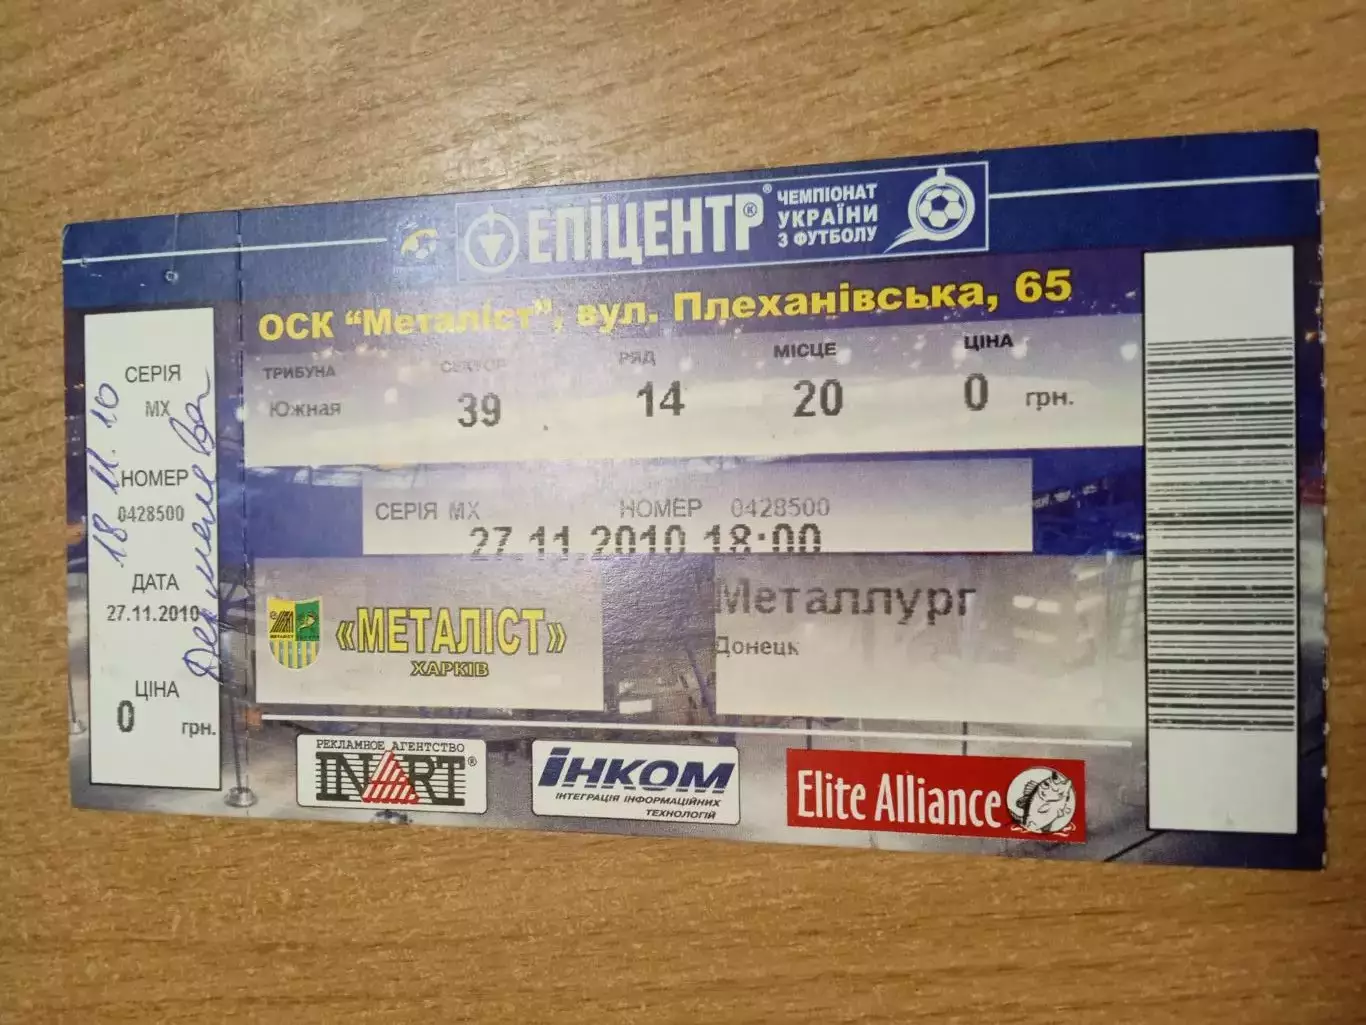 ЕПІЦЕНТР® ЧЕМПІОНАТ
УКРАЇНИ
З ФУТБОЛУ
ОСК "Металіст", вул. Плеханівська, 65
ТРИБУНА СЕКТОР РЯД МІСЦЕ ЦІНА
Южная 39 14 20 0 грн.
СЕРІЯ МХ НОМЕР 0428500
27.11.2010 18:00
«МЕТАЛІСТ»
ХАРКІВ
Металлург
Донецк
РЕКЛАМНОЕ АГЕНТСТВО
INART®
ІНКОМ
ІНТЕГРАЦІЯ ІНФОРМАЦІЙНИХ
ТЕХНОЛОГІЙ
Elite Alliance
СЕРІЯ
МХ
НОМЕР
0428500
ДАТА
27.11.2010
ЦІНА
0 грн.
18 11.10